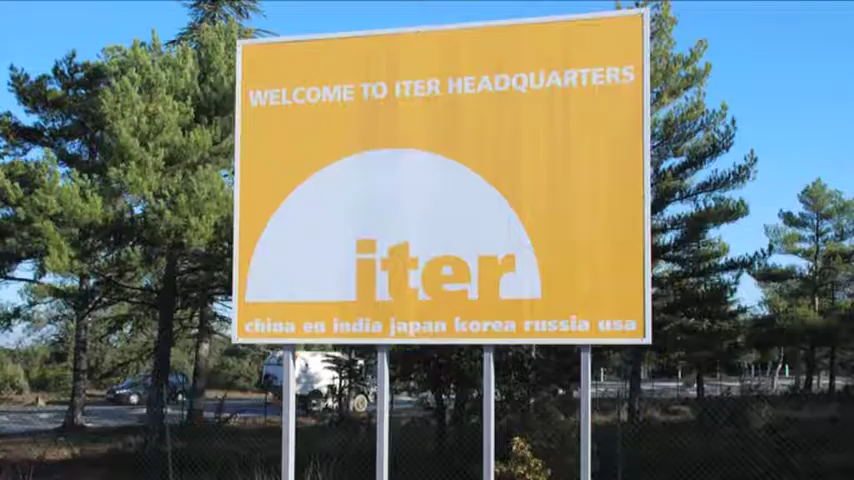 WELCOME TO ITER HEADQUARTERS
iter
china eu india japan korea russia usa